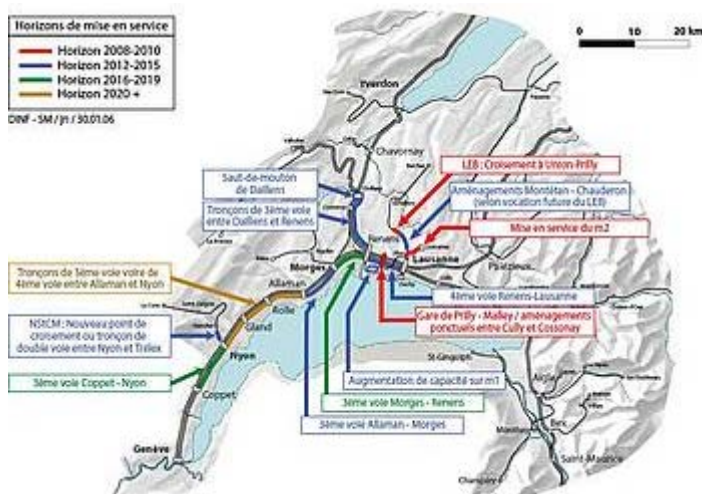 Horizons de mise en service
Horizon 2008-2010
Horizon 2012-2015
Horizon 2016-2019
Horizon 2020 +
DINF - SM / jri / 30.01.06
0 10 20 km
Yverdon
Chavornay
LEB : Croisement à Union-Prilly
Saut-de-mouton
de Daillens
Aménagements Montétan - Chauderon
(selon vocation future du LEB)
Tronçons de 3ème voie
entre Daillens et Renens
Mise en service du m2
Renens
Lausanne
Morges
Palézieux
Tronçons de 3ème voie voire de
4ème voie entre Allaman et Nyon
Allaman
Rolle
4ème voie Renens-Lausanne
Gland
Gare de Prilly - Malley / aménagements
ponctuels entre Cully et Cossonay
NStCM : Nouveau point de
croisement ou tronçon de
double voie entre Nyon et Trélex
Nyon
St-Gingolph
Aigle
3ème voie Coppet - Nyon
Augmentation de capacité sur m1
Coppet
3ème voie Morges - Renens
Bex
3ème voie Allaman - Morges
Genève
Saint-Maurice